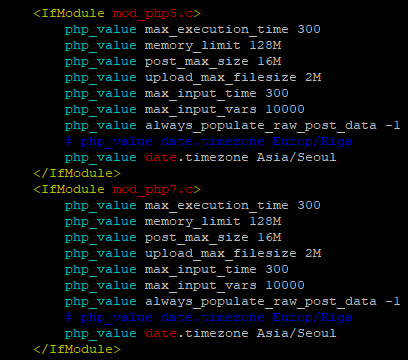 <IfModule mod_php5.c>
php_value max_execution_time 300
php_value memory_limit 128M
php_value post_max_size 16M
php_value upload_max_filesize 2M
php_value max_input_time 300
php_value max_input_vars 10000
php_value always_populate_raw_post_data -1
# php_value date.timezone Europ/Riga
php_value date.timezone Asia/Seoul
</IfModule>
<IfModule mod_php7.c>
php_value max_execution_time 300
php_value memory_limit 128M
php_value post_max_size 16M
php_value upload_max_filesize 2M
php_value max_input_time 300
php_value max_input_vars 10000
php_value always_populate_raw_post_data -1
# php_value date.timezone Europ/Riga
php_value date.timezone Asia/Seoul
</IfModule>